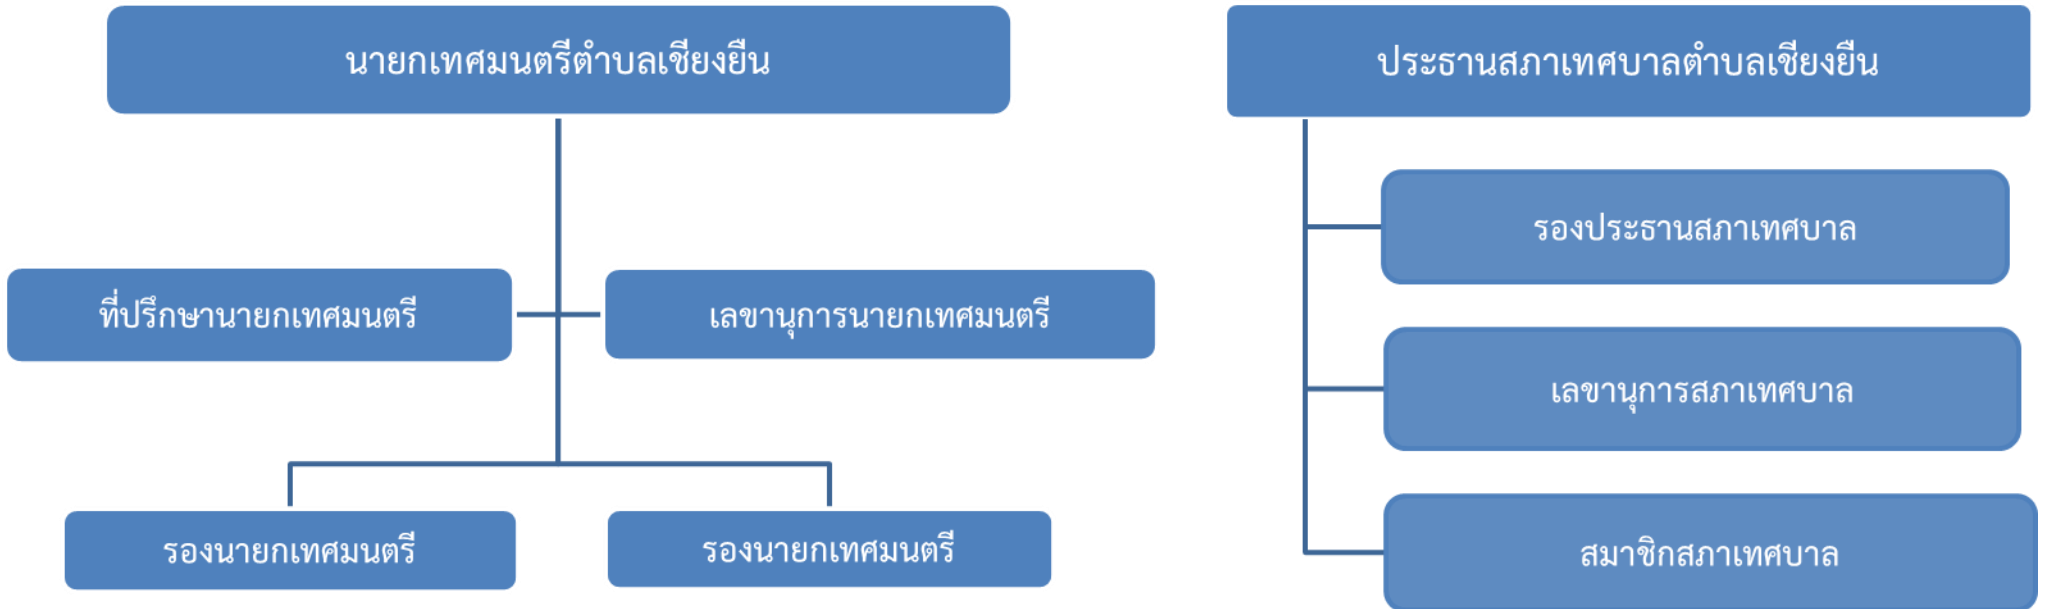 นายกเทศมนตรีตำบลเชียงยืน
ที่ปรึกษานายกเทศมนตรี
เลขานุการนายกเทศมนตรี
รองนายกเทศมนตรี
รองนายกเทศมนตรี
ประธานสภาเทศบาลตำบลเชียงยืน
รองประธานสภาเทศบาล
เลขานุการสภาเทศบาล
สมาชิกสภาเทศบาล